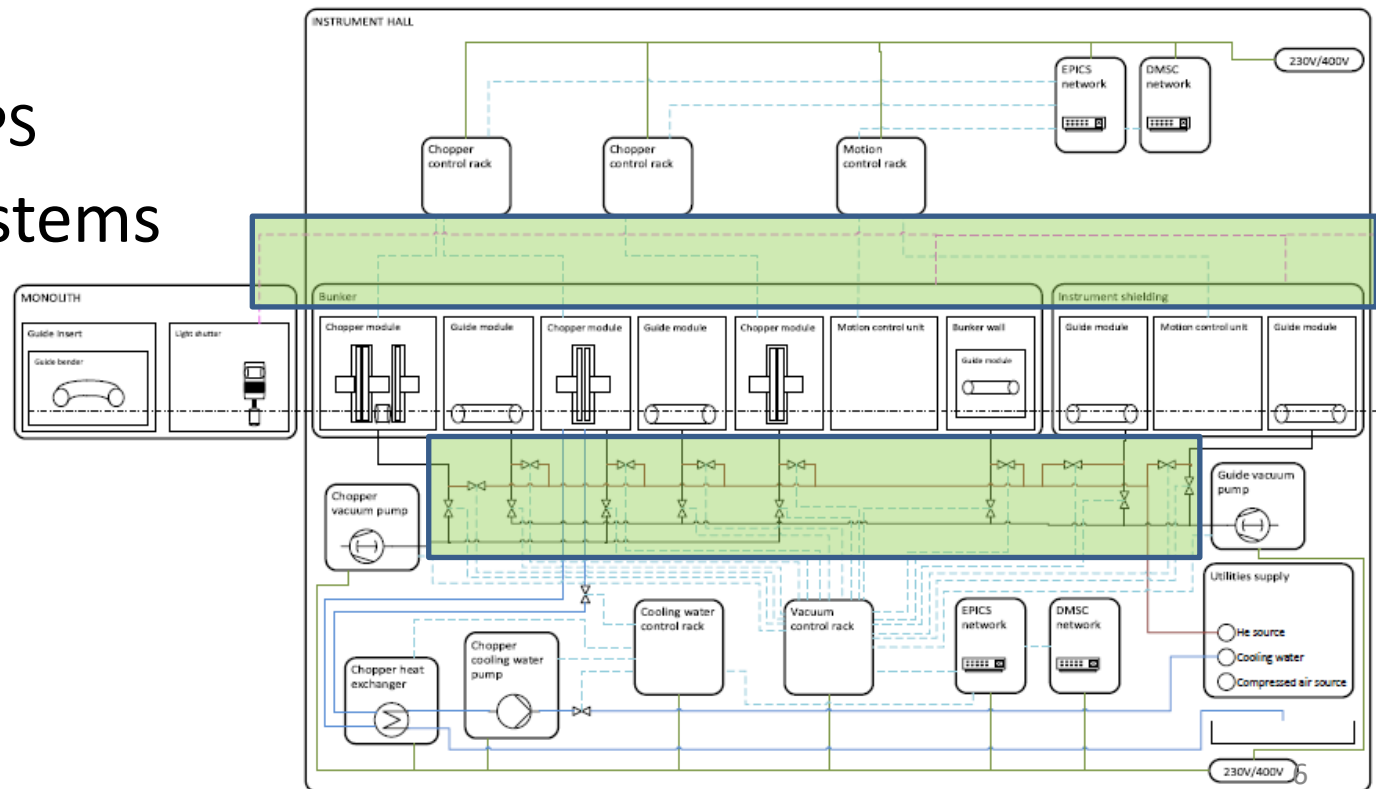 PS
stems
INSTRUMENT HALL
230V/400V
EPICS
network
DMSC
network
Chopper
control rack
Chopper
control rack
Motion
control rack
MONOLITH
Guide Insert
Guide bender
Light shutter
Bunker
Chopper module
Guide module
Chopper module
Guide module
Chopper module
Motion control unit
Bunker wall
Guide module
Instrument shielding
Guide module
Motion control unit
Guide module
Chopper
vacuum pump
Guide vacuum
pump
Utilities supply
He source
Cooling water
Compressed air source
Cooling water
control rack
Vacuum
control rack
EPICS
network
DMSC
network
Chopper
cooling water
pump
Chopper heat
exchanger
230V/400V
6